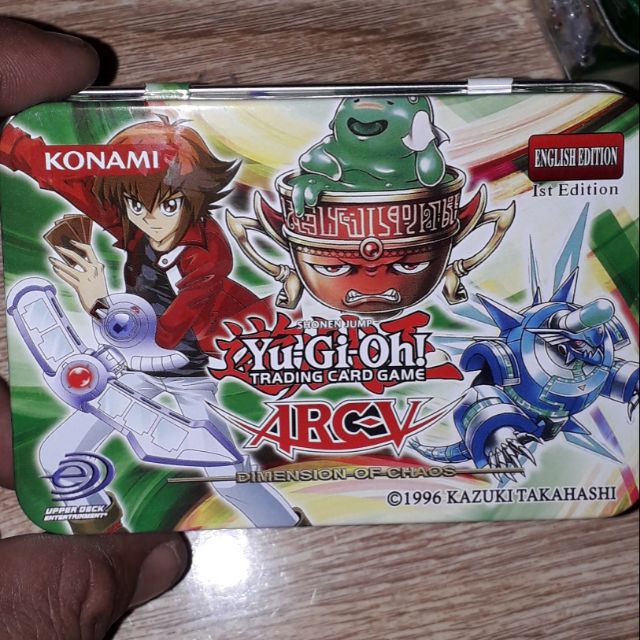 KONAMI
ENGLISH EDITION
1st Edition
SHONEN JUMP
Yu-Gi-Oh!
TRADING CARD GAME
ARC-V
DIMENSION OF CHAOS
UPPER DECK
ENTERTAINMENT
©1996 KAZUKI TAKAHASHI